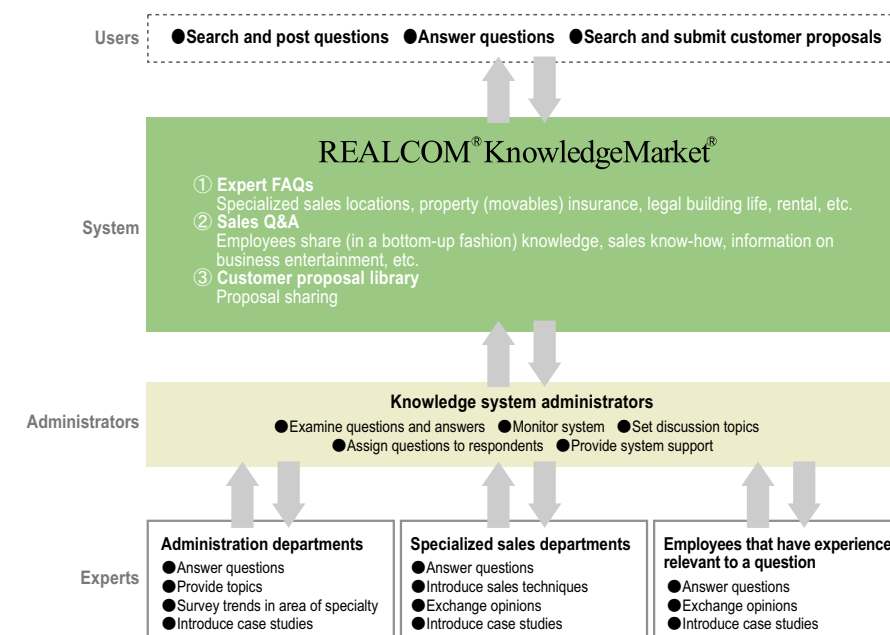 Users
●Search and post questions ●Answer questions ●Search and submit customer proposals
REALCOM® KnowledgeMarket®
System
① Expert FAQs
Specialized sales locations, property (movables) insurance, legal building life, rental, etc.
② Sales Q&A
Employees share (in a bottom-up fashion) knowledge, sales know-how, information on
business entertainment, etc.
③ Customer proposal library
Proposal sharing
Administrators
Knowledge system administrators
●Examine questions and answers ●Monitor system ●Set discussion topics
●Assign questions to respondents ●Provide system support
Experts
Administration departments
●Answer questions
●Provide topics
●Survey trends in area of specialty
●Introduce case studies
Specialized sales departments
●Answer questions
●Introduce sales techniques
●Exchange opinions
●Introduce case studies
Employees that have experience
relevant to a question
●Answer questions
●Exchange opinions
●Introduce case studies